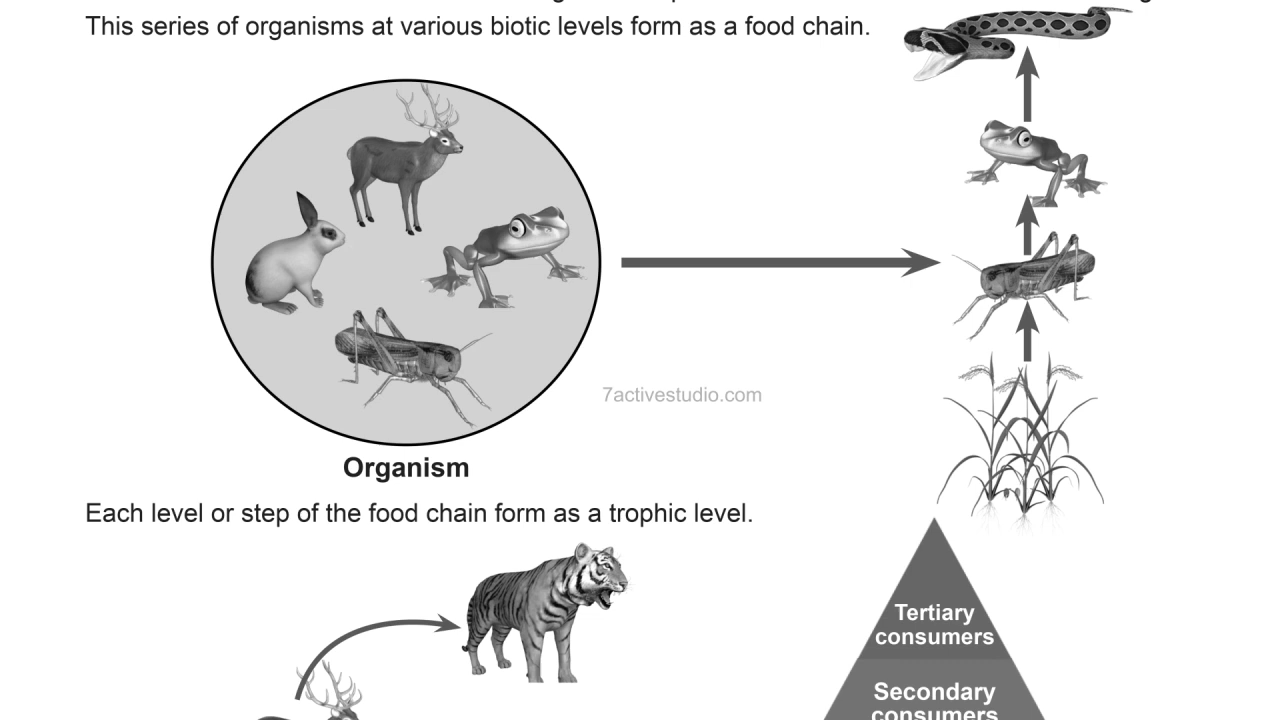 This series of organisms at various biotic levels form as a food chain.
7activestudio.com
Organism
Each level or step of the food chain form as a trophic level.
Tertiary
consumers
Secondary
consumers